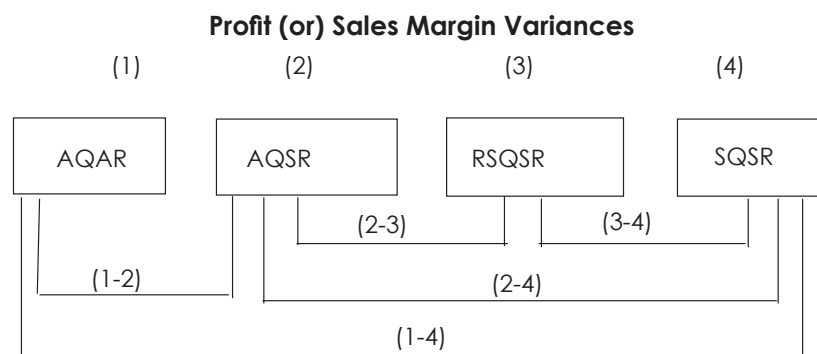 Profit (or) Sales Margin Variances
(1) (2) (3) (4)
AQAR AQSR RSQSR SQSR
(2-3) (3-4)
(1-2) (2-4)
(1-4)